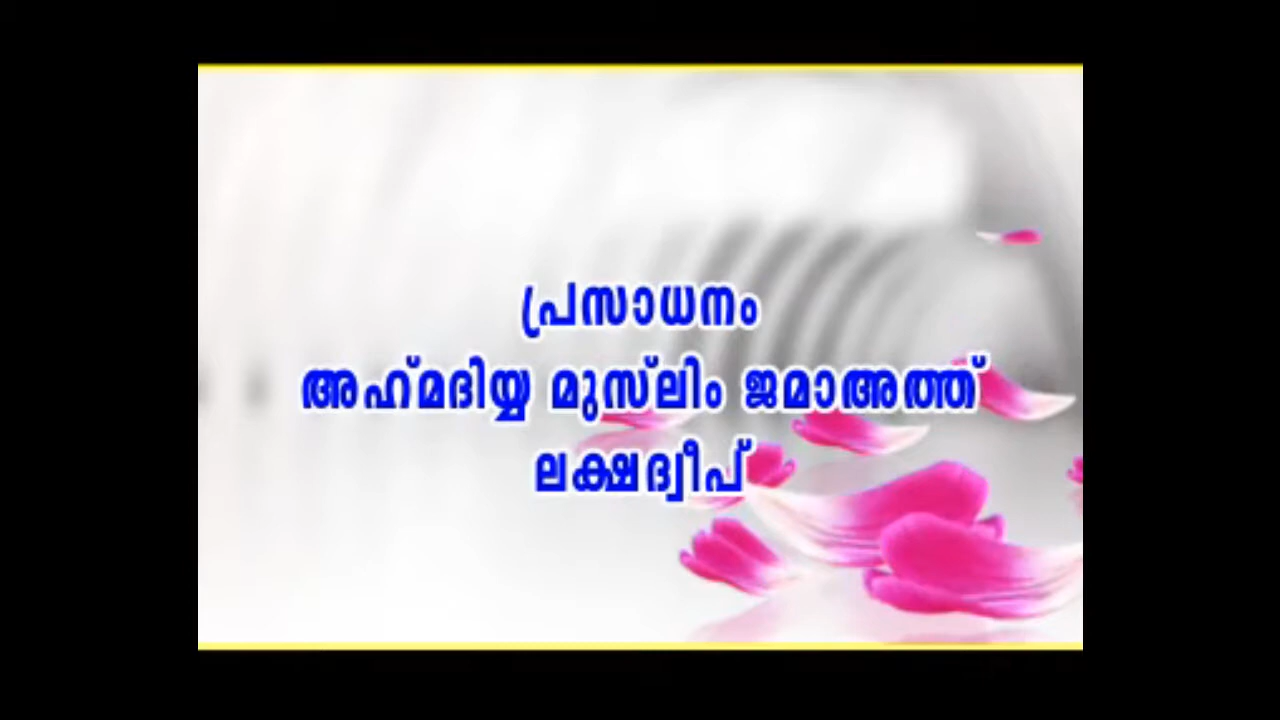 പ്രസാധനം
അഹ്‌മദിയ്യ മുസ്‌ലിം ജമാഅത്ത്
ലക്ഷദ്വീപ്